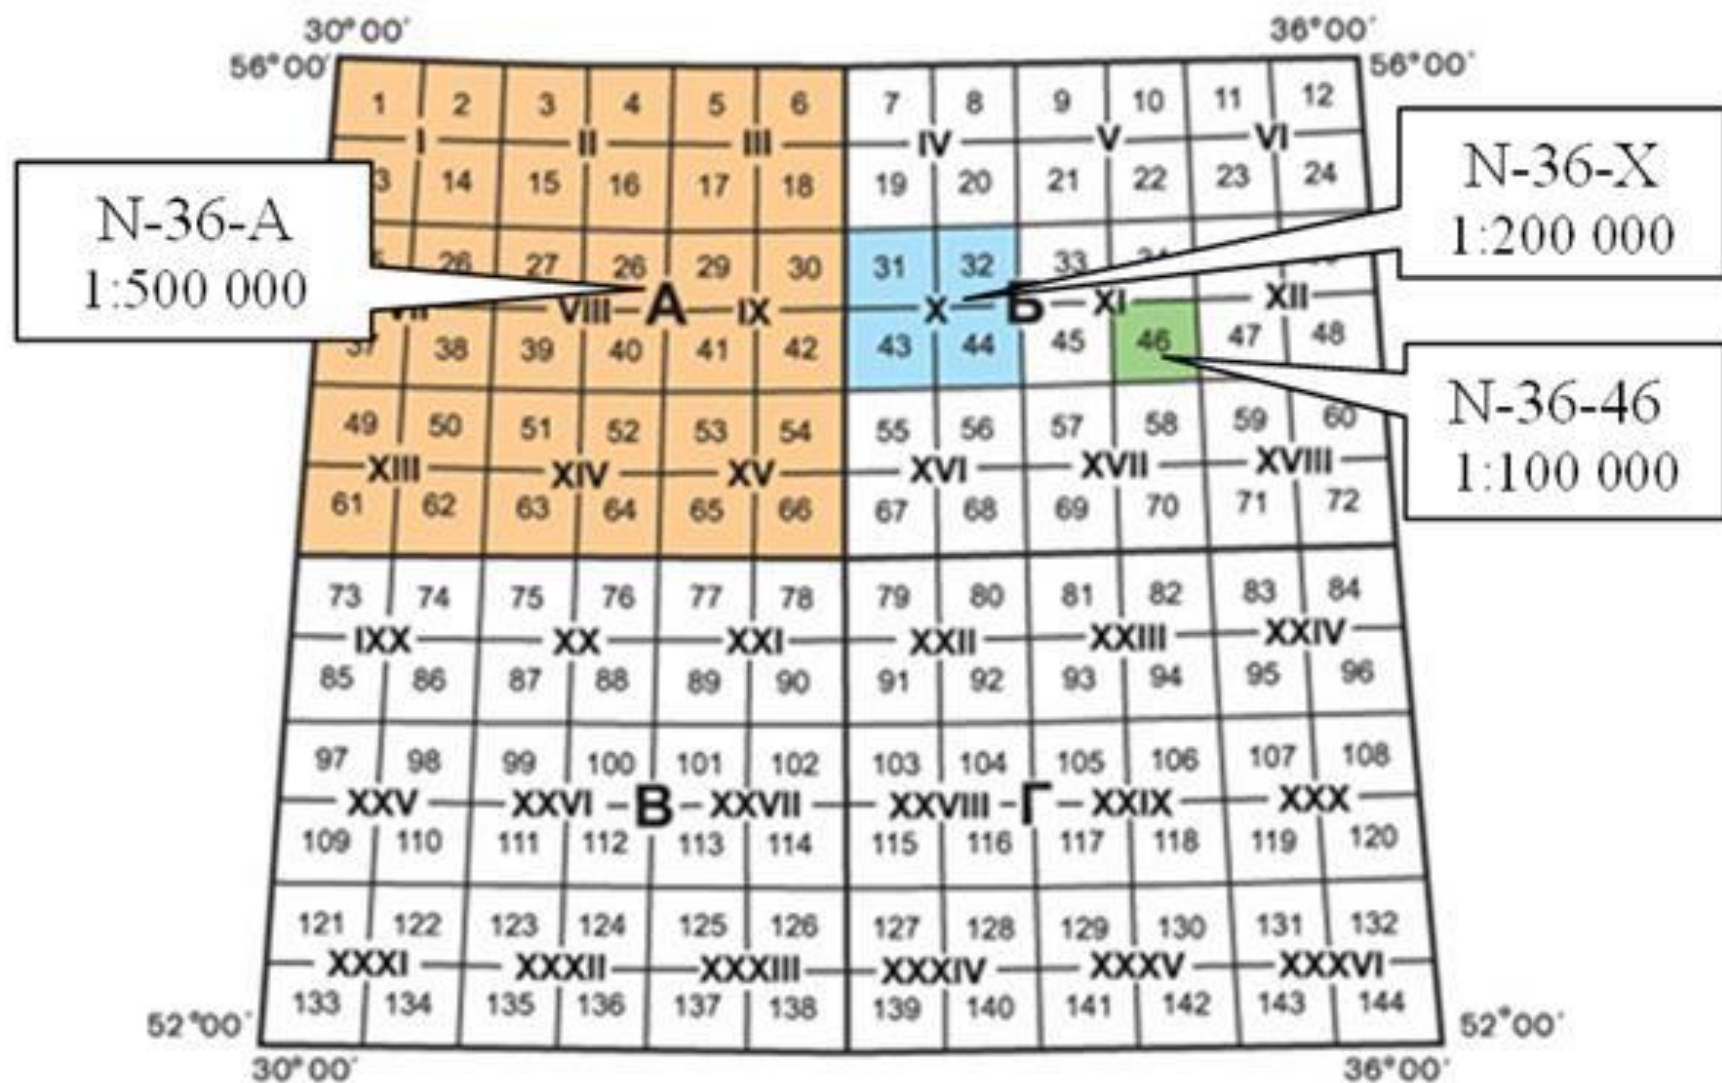 30°00′ 36°00′
56°00′ 56°00′
1 2 3 4 5 6 7 8 9 10 11 12
I II III IV V VI
3 14 15 16 17 18 19 20 21 22 23 24
N-36-А
1:500 000
N-36-X
1:200 000
26 27 26 29 30 31 32 33
VIII А IX X Б XI XII
37 38 39 40 41 42 43 44 45 46 47 48
N-36-46
1:100 000
49 50 51 52 53 54 55 56 57 58 59 60
XIII XIV XV XVI XVII XVIII
61 62 63 64 65 66 67 68 69 70 71 72
73 74 75 76 77 78 79 80 81 82 83 84
IXX XX XXI XXII XXIII XXIV
85 86 87 88 89 90 91 92 93 94 95 96
97 98 99 100 101 102 103 104 105 106 107 108
XXV XXVI В XXVII XXVIII Г XXIX XXX
109 110 111 112 113 114 115 116 117 118 119 120
121 122 123 124 125 126 127 128 129 130 131 132
XXXI XXXII XXXIII XXXIV XXXV XXXVI
133 134 135 136 137 138 139 140 141 142 143 144
52°00′ 52°00′
30°00′ 36°00′